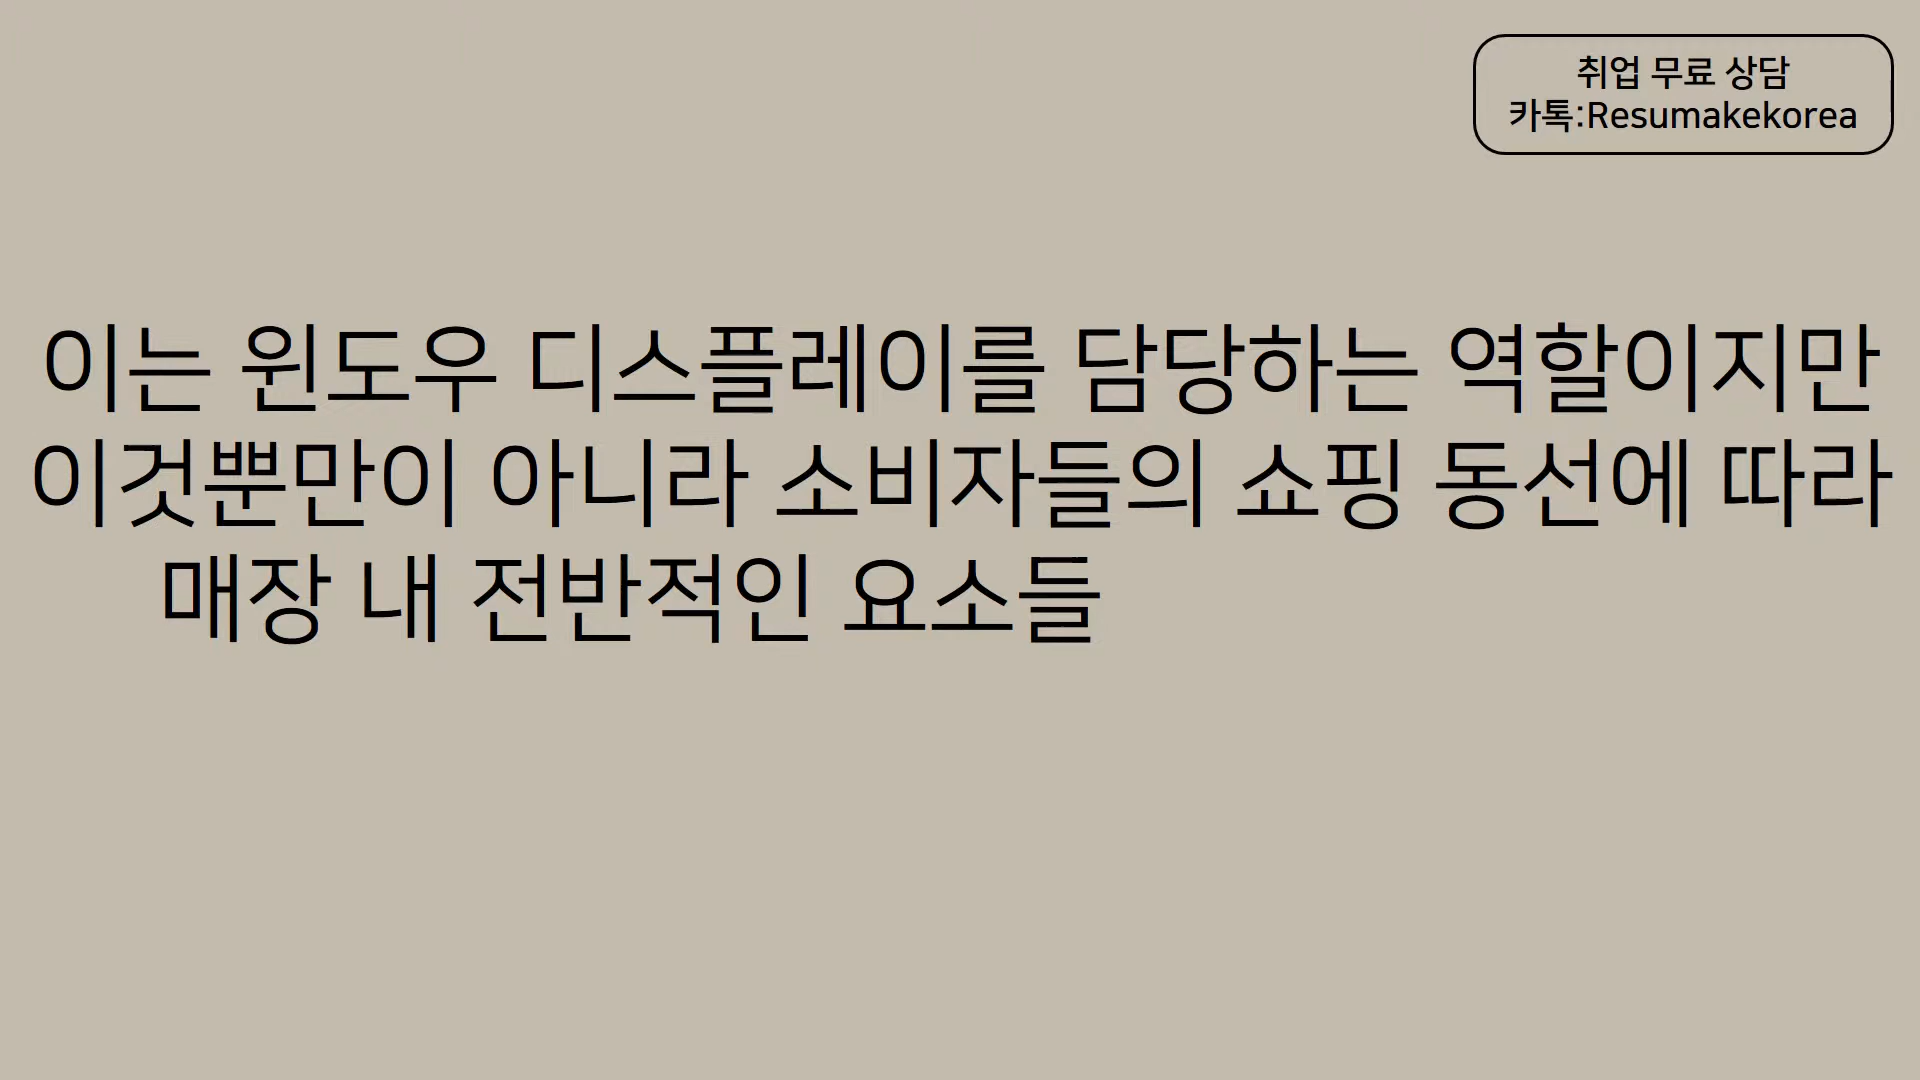 취업 무료 상담
카톡:Resumakekorea
이는 윈도우 디스플레이를 담당하는 역할이지만
이것뿐만이 아니라 소비자들의 쇼핑 동선에 따라
매장 내 전반적인 요소들